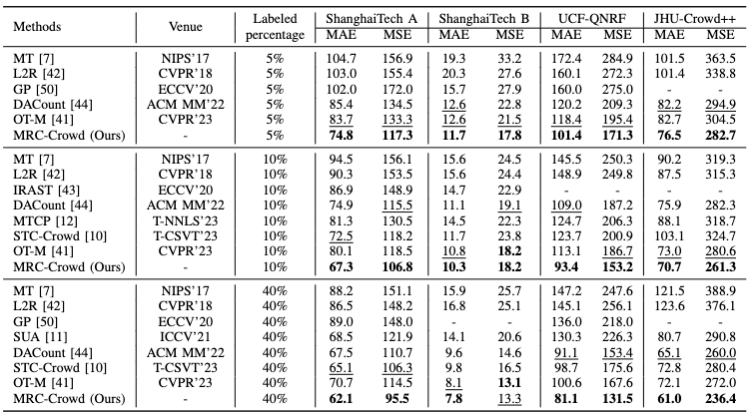 Methods Venue Labeled percentage ShanghaiTech A ShanghaiTech B UCF-QNRF JHU-Crowd++
MAE MSE MAE MSE MAE MSE MAE MSE
MT [7] NIPS'17 5% 104.7 156.9 19.3 33.2 172.4 284.9 101.5 363.5
L2R [42] CVPR'18 5% 103.0 155.4 20.3 27.6 160.1 272.3 101.4 338.8
GP [50] ECCV'20 5% 102.0 172.0 15.7 27.9 160.0 275.0 - -
DACount [44] ACM MM'22 5% 85.4 134.5 12.6 22.8 120.2 209.3 82.2 294.9
OT-M [41] CVPR'23 5% 83.7 133.3 12.6 21.5 118.4 195.4 82.7 304.5
MRC-Crowd (Ours) - 5% 74.8 117.3 11.7 17.8 101.4 171.3 76.5 282.7
MT [7] NIPS'17 10% 94.5 156.1 15.6 24.5 145.5 250.3 90.2 319.3
L2R [42] CVPR'18 10% 90.3 153.5 15.6 24.4 148.9 249.8 87.5 315.3
IRAST [43] ECCV'20 10% 86.9 148.9 14.7 22.9 - - - -
DACount [44] ACM MM'22 10% 74.9 115.5 11.1 19.1 109.0 187.2 75.9 282.3
MTCP [12] T-NNLS'23 10% 81.3 130.5 14.5 22.3 124.7 206.3 88.1 318.7
STC-Crowd [10] T-CSVT'23 10% 72.5 118.2 11.7 23.8 123.7 200.9 103.1 324.7
OT-M [41] CVPR'23 10% 80.1 118.5 10.8 18.2 113.1 186.7 73.0 280.6
MRC-Crowd (Ours) - 10% 67.3 106.8 10.3 18.2 93.4 153.2 70.7 261.3
MT [7] NIPS'17 40% 88.2 151.1 15.9 25.7 147.2 247.6 121.5 388.9
L2R [42] CVPR'18 40% 86.5 148.2 16.8 25.1 145.1 256.1 123.6 376.1
GP [50] ECCV'20 40% 89.0 148.0 - - 136.0 218.0 - -
SUA [11] ICCV'21 40% 68.5 121.9 14.1 20.6 130.3 226.3 80.7 290.8
DACount [44] ACM MM'22 40% 67.5 110.7 9.6 14.6 91.1 153.4 65.1 260.0
STC-Crowd [10] T-CSVT'23 40% 65.1 106.3 9.8 16.5 98.7 175.6 72.8 280.4
OT-M [41] CVPR'23 40% 70.7 114.5 8.1 13.1 100.6 167.6 72.1 272.0
MRC-Crowd (Ours) - 40% 62.1 95.5 7.8 13.3 81.1 131.5 61.0 236.4